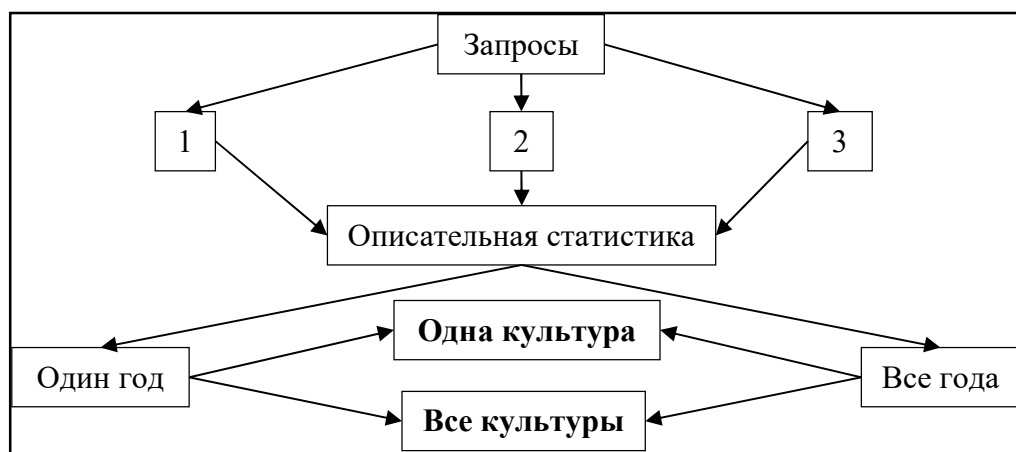 Запросы
1
2
3
Описательная статистика
Одна культура
Один год
Все года
Все культуры